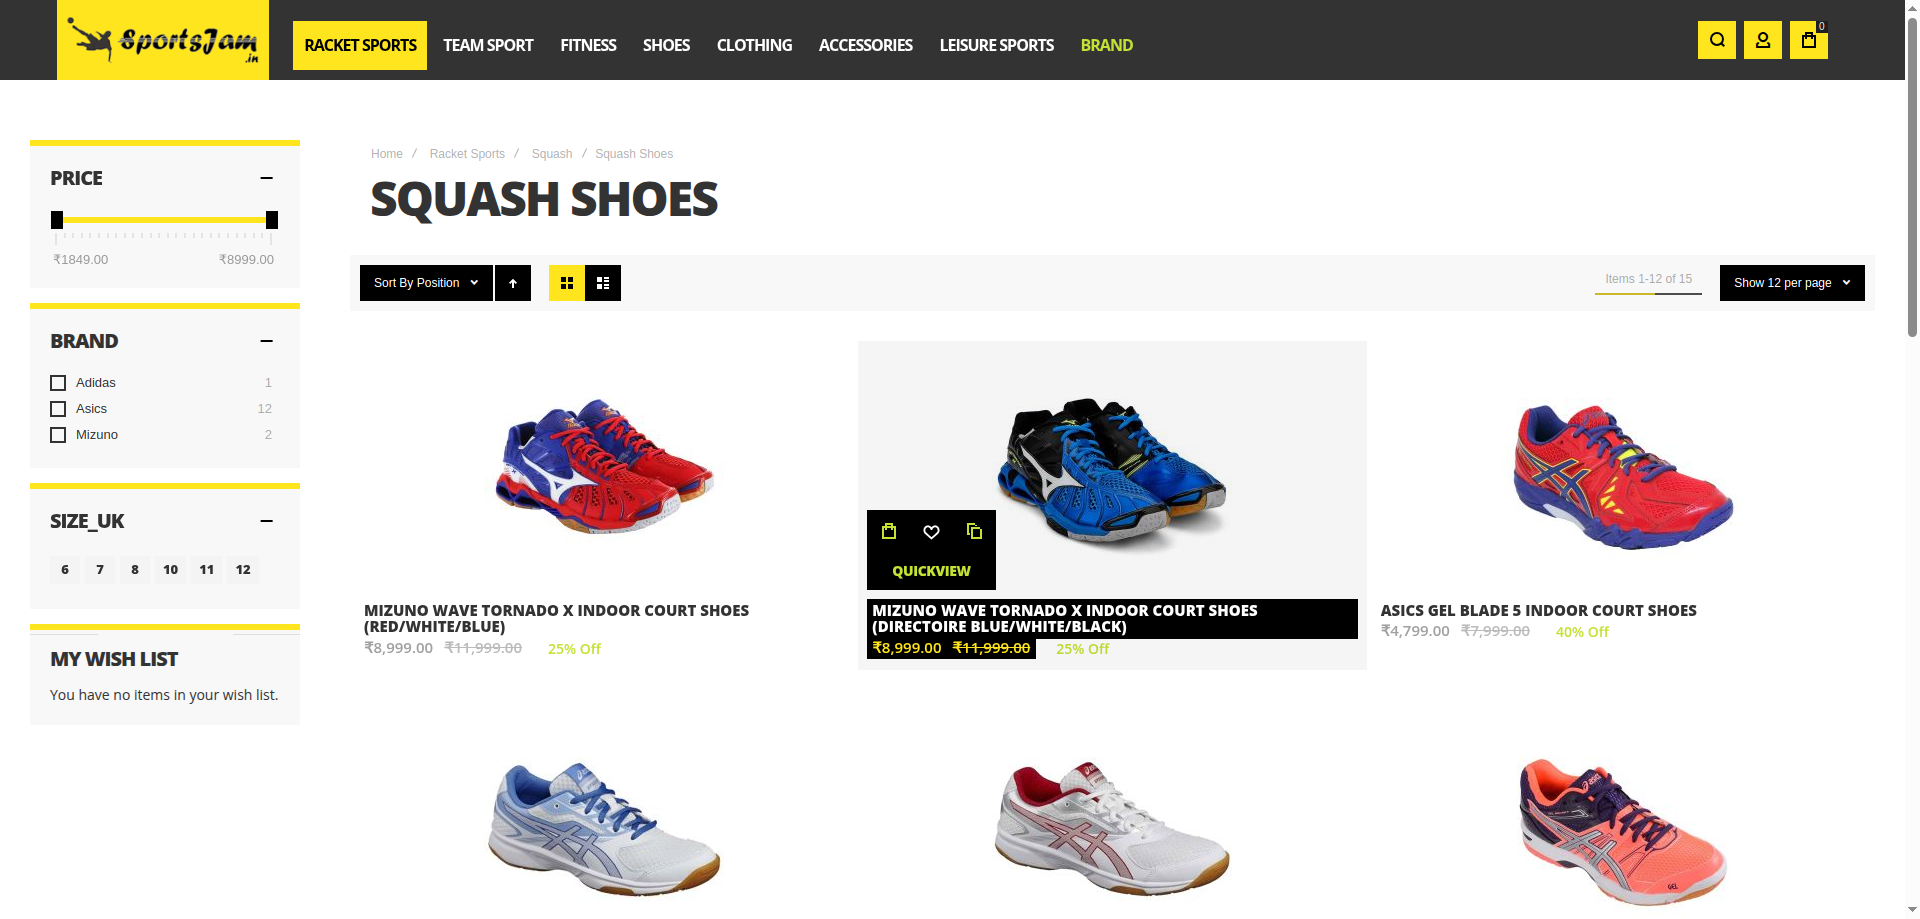 SportsJam
.in
RACKET SPORTS
TEAM SPORT
FITNESS
SHOES
CLOTHING
ACCESSORIES
LEISURE SPORTS
BRAND
0
PRICE
₹1849.00
₹8999.00
BRAND
Adidas 1
Asics 12
Mizuno 2
SIZE_UK
6 7 8 10 11 12
MY WISH LIST
You have no items in your wish list.
Home / Racket Sports / Squash / Squash Shoes
SQUASH SHOES
Sort By Position
Items 1-12 of 15
Show 12 per page
MIZUNO WAVE TORNADO X INDOOR COURT SHOES
(RED/WHITE/BLUE)
₹8,999.00 ₹11,999.00 25% Off
QUICKVIEW
MIZUNO WAVE TORNADO X INDOOR COURT SHOES
(DIRECTOIRE BLUE/WHITE/BLACK)
₹8,999.00 ₹11,999.00 25% Off
ASICS GEL BLADE 5 INDOOR COURT SHOES
₹4,799.00 ₹7,999.00 40% Off